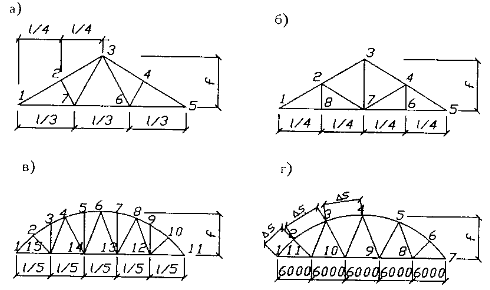 а)
l/4 l/4
3
2
4
1
7
6
5
f
l/3 l/3 l/3
б)
3
2
4
1
8
7
6
5
f
l/4 l/4 l/4 l/4
в)
2 3 4 5 6 7 8 9
10
1 15 14 13 12 11
f
l/5 l/5 l/5 l/5 l/5
г)
ΔS ΔS ΔS
2 3 4 5 6
1 11 10 9 8 7
f
6000 6000 6000 6000 6000